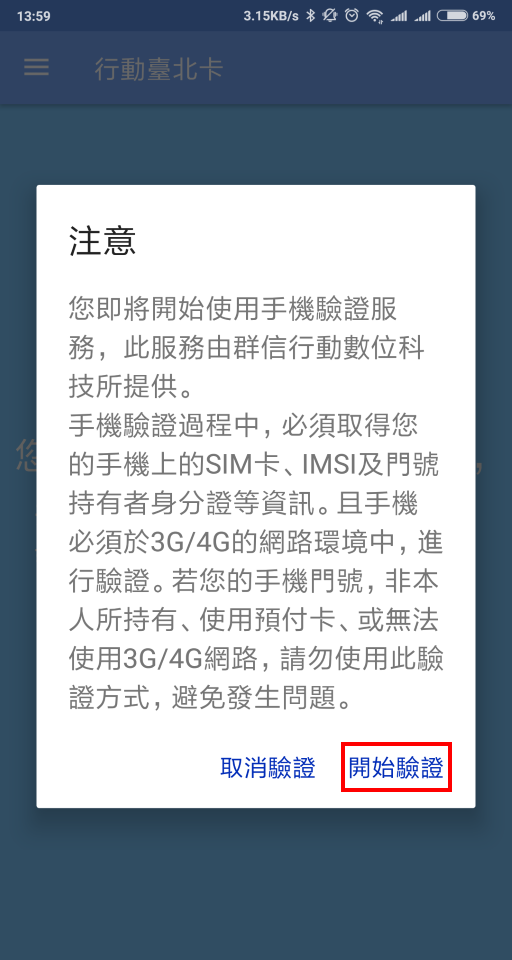 13:59
3.15KB/s
69%
行動臺北卡
注意
您即將開始使用手機驗證服
務，此服務由群信行動數位科
技所提供。
手機驗證過程中，必須取得您
的手機上的SIM卡、IMSI及門號
持有者身分證等資訊。且手機
必須於3G/4G的網路環境中，進
行驗證。若您的手機門號，非本
人所持有、使用預付卡、或無法
使用3G/4G網路，請勿使用此驗
證方式，避免發生問題。
您
，
取消驗證
開始驗證